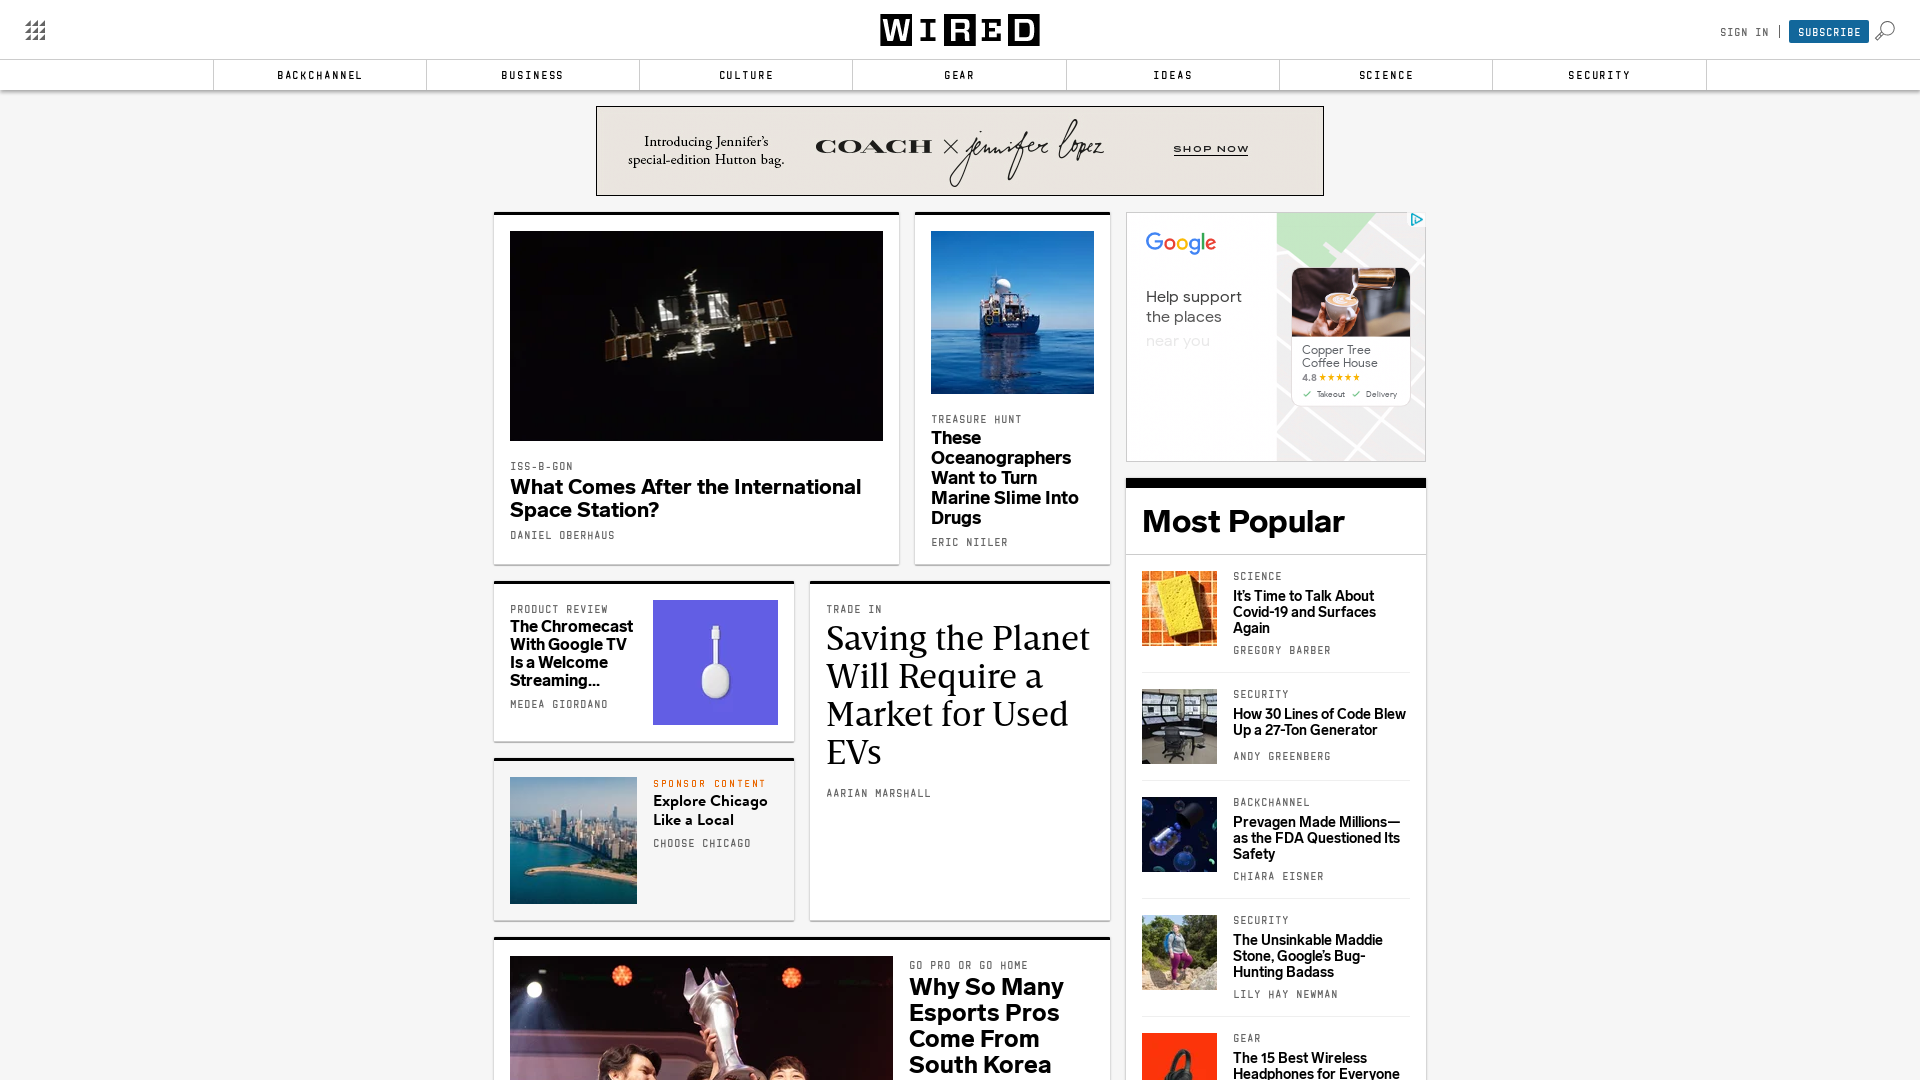 WIRED
SIGN IN
SUBSCRIBE
BACKCHANNEL
BUSINESS
CULTURE
GEAR
IDEAS
SCIENCE
SECURITY
Introducing Jennifer's
special-edition Hutton bag.
COACH × jennifer lopez
SHOP NOW
ISS-B-GON
What Comes After the International
Space Station?
DANIEL OBERHAUS
TREASURE HUNT
These
Oceanographers
Want to Turn
Marine Slime Into
Drugs
ERIC NIILER
Google
Help support
the places
near you
Copper Tree
Coffee House
4.8 ★★★★★
Takeout
Delivery
PRODUCT REVIEW
The Chromecast
With Google TV
Is a Welcome
Streaming...
MEDEA GIORDANO
SPONSOR CONTENT
Explore Chicago
Like a Local
CHOOSE CHICAGO
TRADE IN
Saving the Planet
Will Require a
Market for Used
EVs
AARIAN MARSHALL
GO PRO OR GO HOME
Why So Many
Esports Pros
Come From
South Korea
Most Popular
SCIENCE
It's Time to Talk About
Covid-19 and Surfaces
Again
GREGORY BARBER
SECURITY
How 30 Lines of Code Blew
Up a 27-Ton Generator
ANDY GREENBERG
BACKCHANNEL
Prevagen Made Millions—
as the FDA Questioned Its
Safety
CHIARA EISNER
SECURITY
The Unsinkable Maddie
Stone, Google's Bug-
Hunting Badass
LILY HAY NEWMAN
GEAR
The 15 Best Wireless
Headphones for Everyone